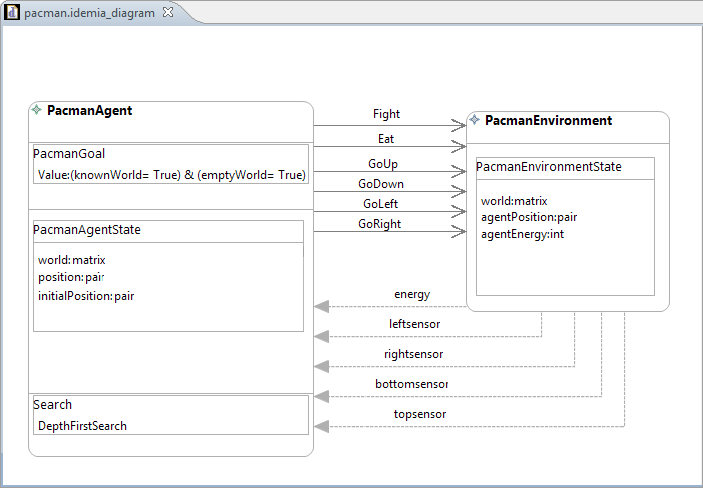 pacman.idemia_diagram
PacmanAgent
PacmanGoal
Value:(knownWorld= True) & (emptyWorld= True)
PacmanAgentState
world:matrix
position:pair
initialPosition:pair
Search
DepthFirstSearch
Fight
Eat
GoUp
GoDown
GoLeft
GoRight
PacmanEnvironment
PacmanEnvironmentState
world:matrix
agentPosition:pair
agentEnergy:int
energy
leftsensor
rightsensor
bottomsensor
topsensor